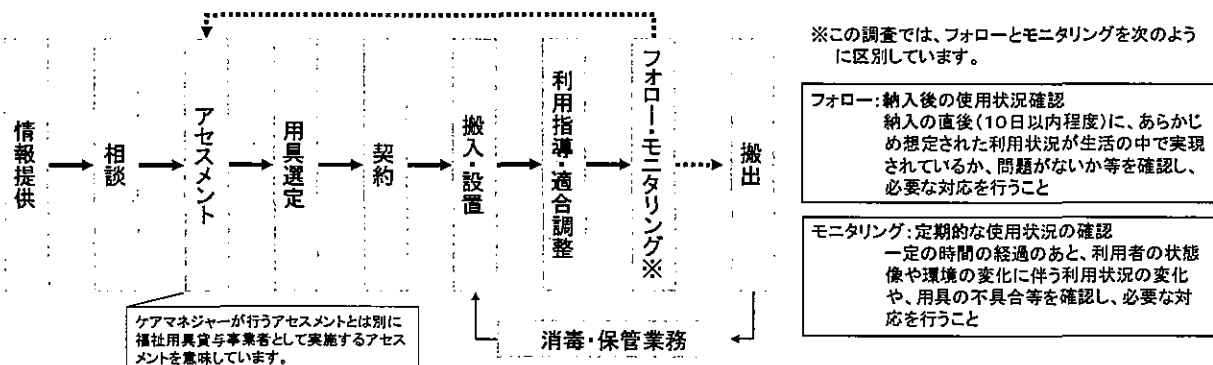 情報提供
相談
アセスメント
用具選定
契約
搬入・設置
利用指導・適合調整
フォロー・モニタリング※
搬出
ケアマネジャーが行うアセスメントとは別に
福祉用具貸与事業者として実施するアセス
メントを意味しています。
消毒・保管業務
※この調査では、フォローとモニタリングを次のよう
に区別しています。
フォロー：納入後の使用状況確認
納入の直後（10日以内程度）に、あらかじ
め想定された利用状況が生活の中で実現
されているか、問題がないか等を確認し、
必要な対応を行うこと
モニタリング：定期的な使用状況の確認
一定の時間の経過のあと、利用者の状態
像や環境の変化に伴う利用状況の変化
や、用具の不具合等を確認し、必要な対
応を行うこと